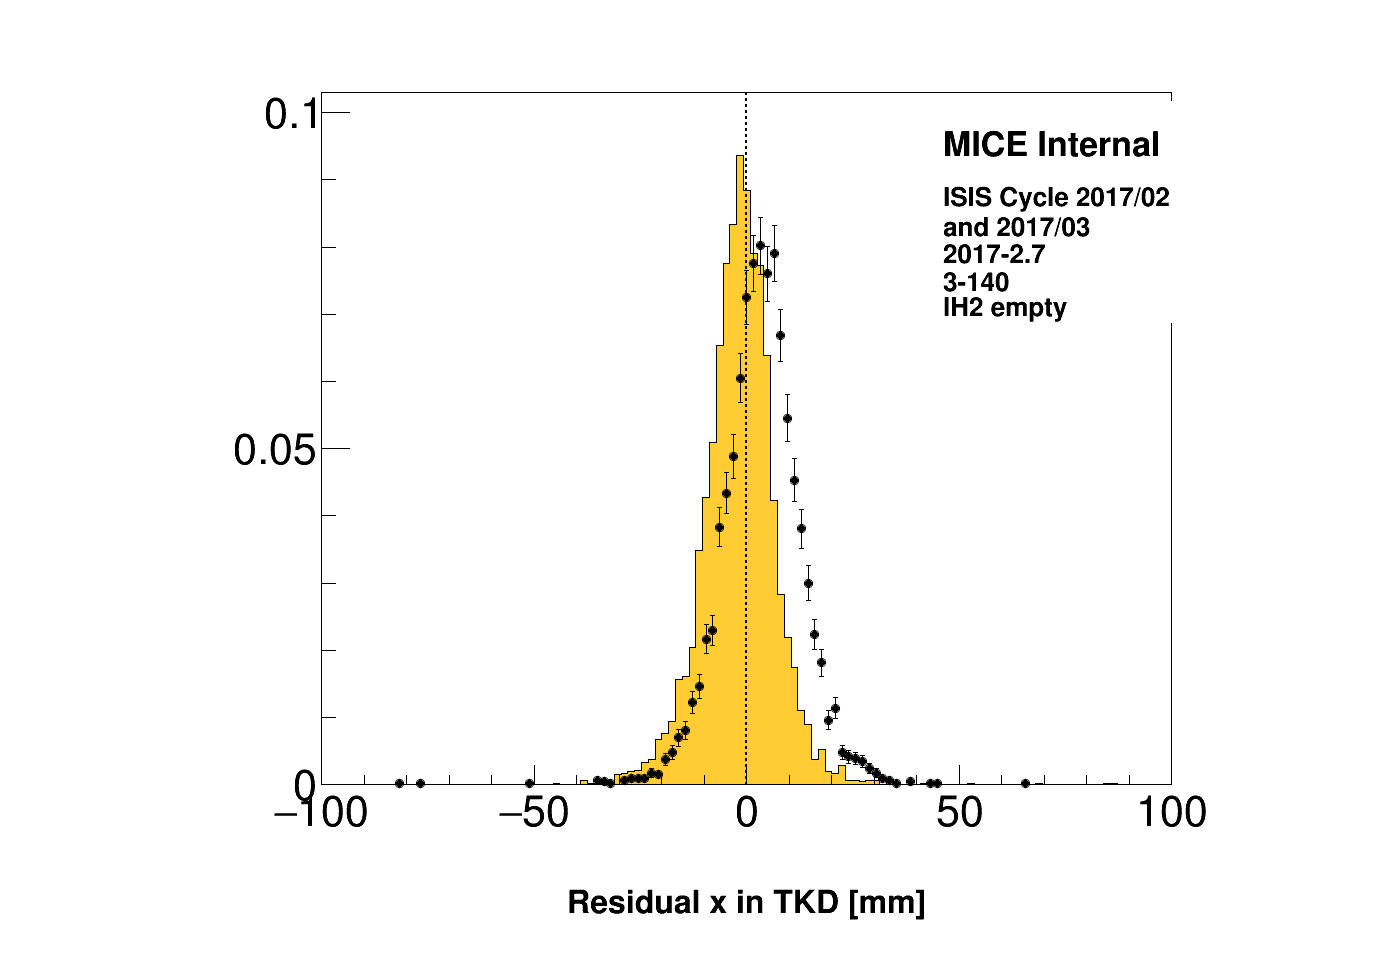 0.1
MICE Internal
ISIS Cycle 2017/02
and 2017/03
2017-2.7
3-140
IH2 empty
0.05
0
−100 −50 0 50 100
Residual x in TKD [mm]